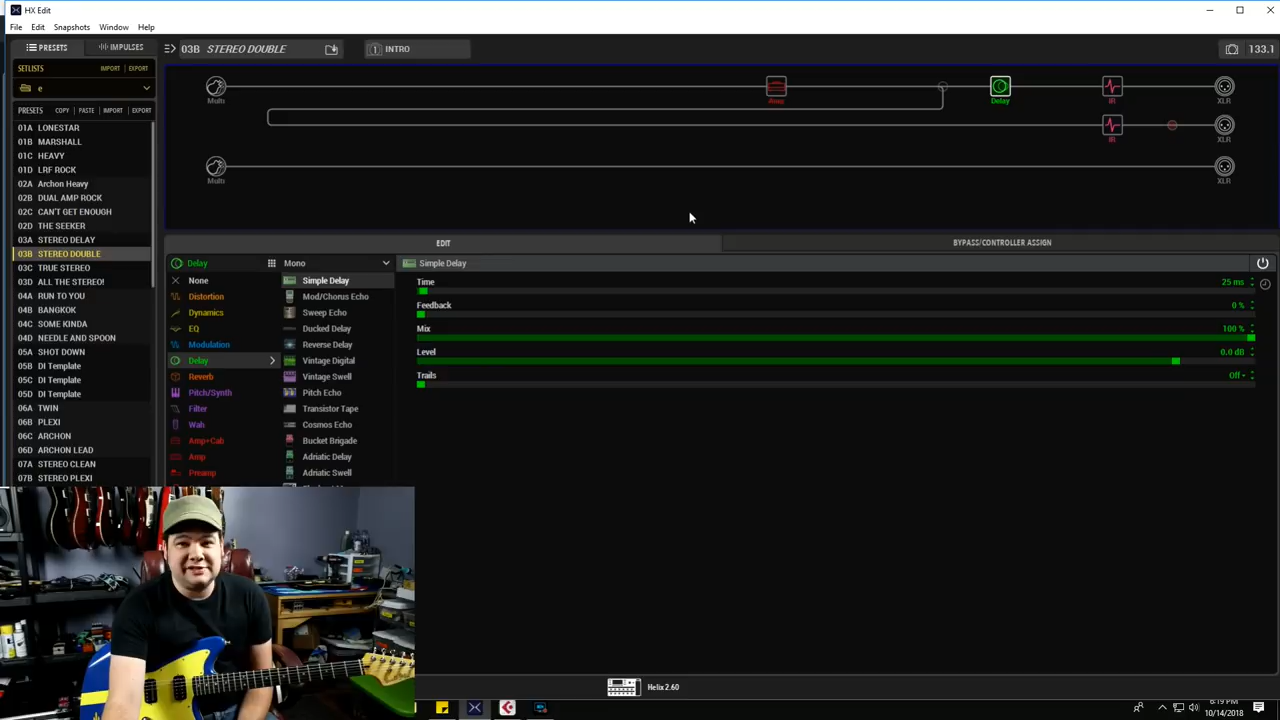 HX Edit
File Edit Snapshots Window Help
PRESETS IMPULSES
03B STEREO DOUBLE
1 INTRO
133.1
SETLISTS IMPORT EXPORT
e
PRESETS COPY PASTE IMPORT EXPORT
01A LONESTAR
01B MARSHALL
01C HEAVY
01D LRF ROCK
02A Archon Heavy
02B DUAL AMP ROCK
02C CAN'T GET ENOUGH
02D THE SEEKER
03A STEREO DELAY
03B STEREO DOUBLE
03C TRUE STEREO
03D ALL THE STEREO!
04A RUN TO YOU
04B BANGKOK
04C SOME KINDA
04D NEEDLE AND SPOON
05A SHOT DOWN
05B DI Template
05C DI Template
05D DI Template
06A TWIN
06B PLEXI
06C ARCHON
06D ARCHON LEAD
07A STEREO CLEAN
07B STEREO PLEXI
Multi Amp Delay IR XLR
IR XLR
Multi XLR
EDIT BYPASS/CONTROLLER ASSIGN
Delay Mono Simple Delay
None
Distortion
Dynamics
EQ
Modulation
Delay
Reverb
Pitch/Synth
Filter
Wah
Amp+Cab
Amp
Preamp
Simple Delay
Mod/Chorus Echo
Sweep Echo
Ducked Delay
Reverse Delay
Vintage Digital
Vintage Swell
Pitch Echo
Transistor Tape
Cosmos Echo
Bucket Brigade
Adriatic Delay
Adriatic Swell
Time 25 ms
Feedback 0 %
Mix 100 %
Level 0.0 dB
Trails Off
Helix 2.60
6:19 PM
10/14/2018